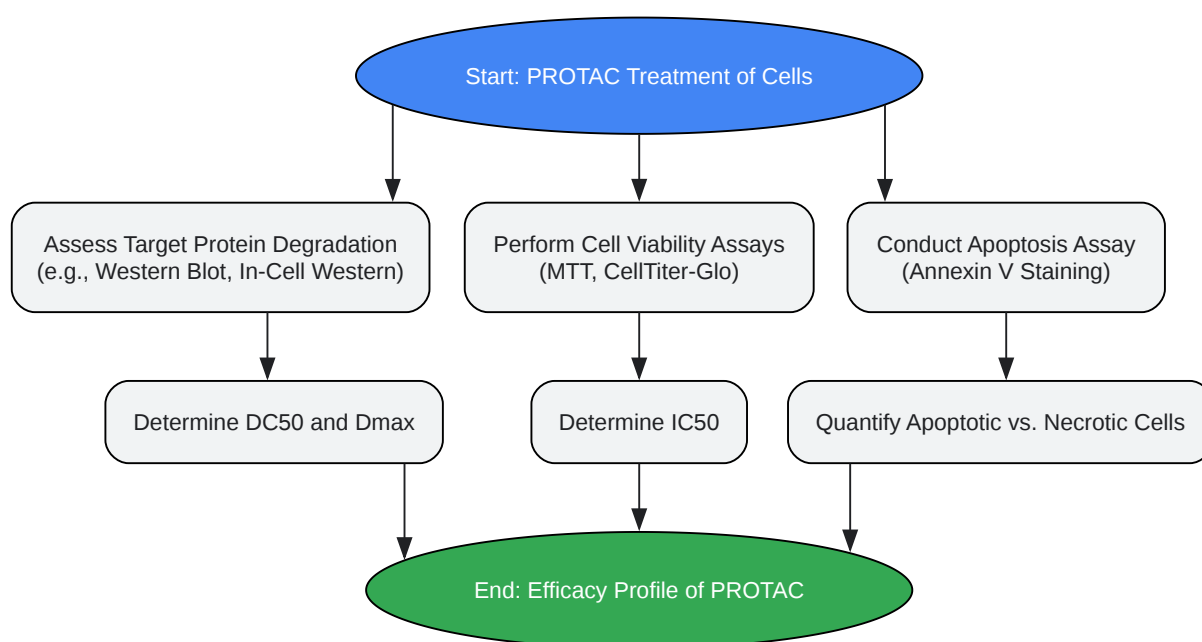 Start: PROTAC Treatment of Cells
Assess Target Protein Degradation
(e.g., Western Blot, In-Cell Western)
Perform Cell Viability Assays
(MTT, CellTiter-Glo)
Conduct Apoptosis Assay
(Annexin V Staining)
Determine DC50 and Dmax
Determine IC50
Quantify Apoptotic vs. Necrotic Cells
End: Efficacy Profile of PROTAC